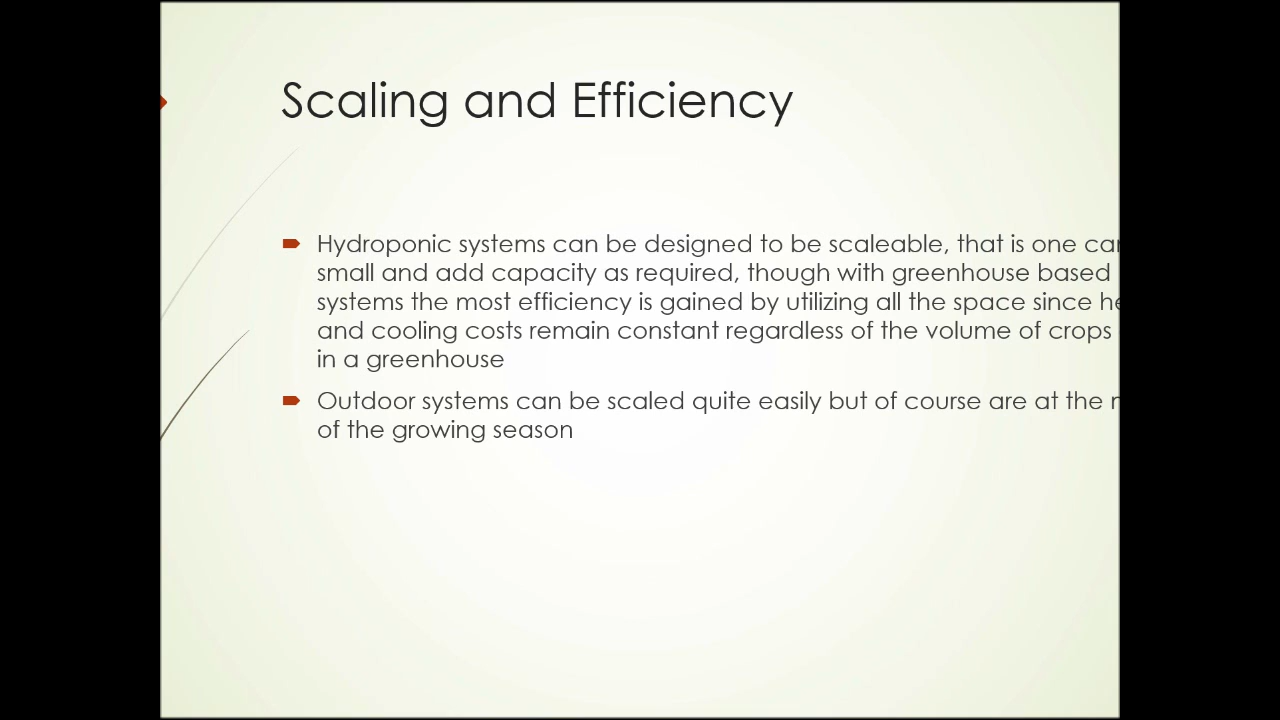 Scaling and Efficiency
Hydroponic systems can be designed to be scaleable, that is one can
small and add capacity as required, though with greenhouse based
systems the most efficiency is gained by utilizing all the space since
and cooling costs remain constant regardless of the volume of crops
in a greenhouse
Outdoor systems can be scaled quite easily but of course are at the
of the growing season